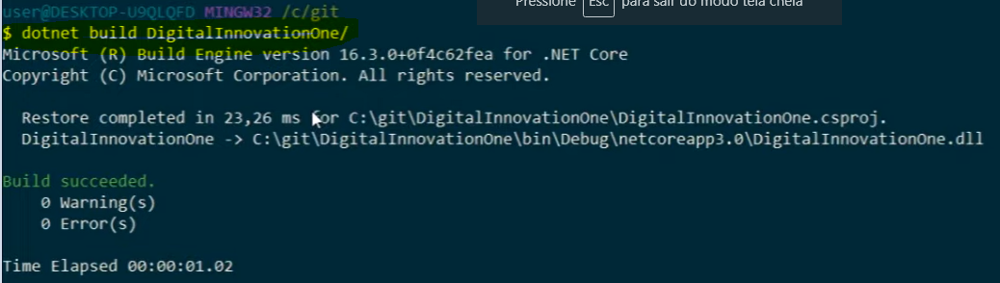 Pressione Esc para sair do modo tela cheia
user@DESKTOP-U9QLQFD MINGW32 /c/git
$ dotnet build DigitalInnovationOne/
Microsoft (R) Build Engine version 16.3.0+0f4c62fea for .NET Core
Copyright (C) Microsoft Corporation. All rights reserved.
Restore completed in 23,26 ms for C:\git\DigitalInnovationOne\DigitalInnovationOne.csproj.
DigitalInnovationOne -> C:\git\DigitalInnovationOne\bin\Debug\netcoreapp3.0\DigitalInnovationOne.dll
Build succeeded.
0 Warning(s)
0 Error(s)
Time Elapsed 00:00:01.02